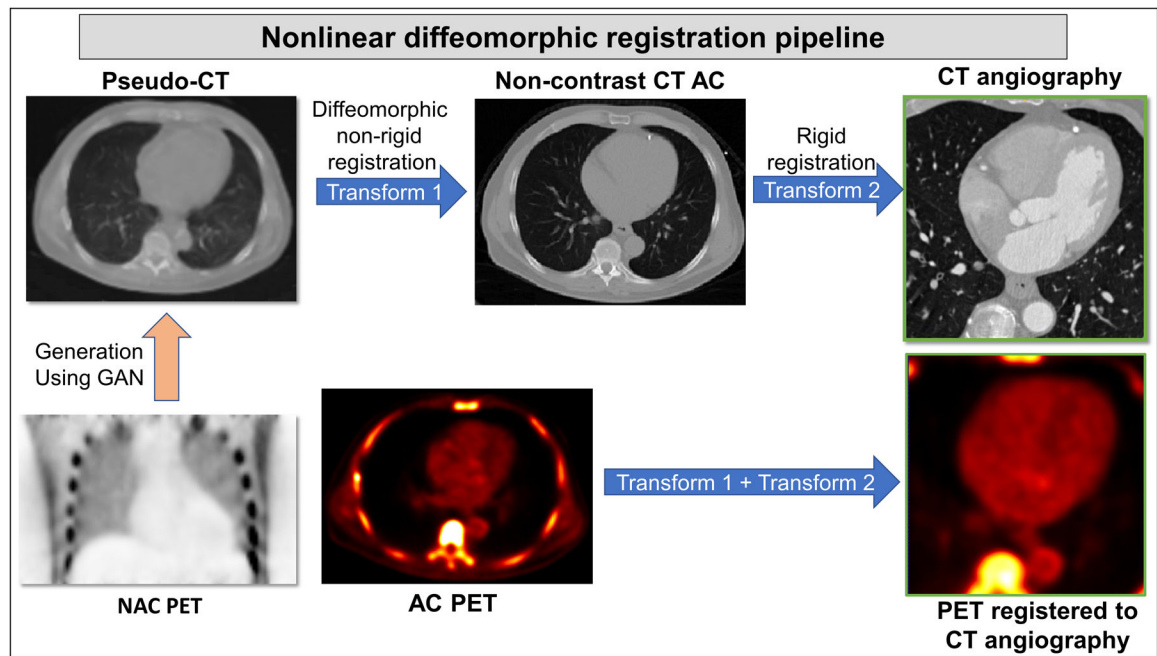 Nonlinear diffeomorphic registration pipeline
Pseudo-CT
Non-contrast CT AC
CT angiography
Diffeomorphic
non-rigid
registration
Transform 1
Rigid
registration
Transform 2
Generation
Using GAN
Transform 1 + Transform 2
NAC PET
AC PET
PET registered to
CT angiography